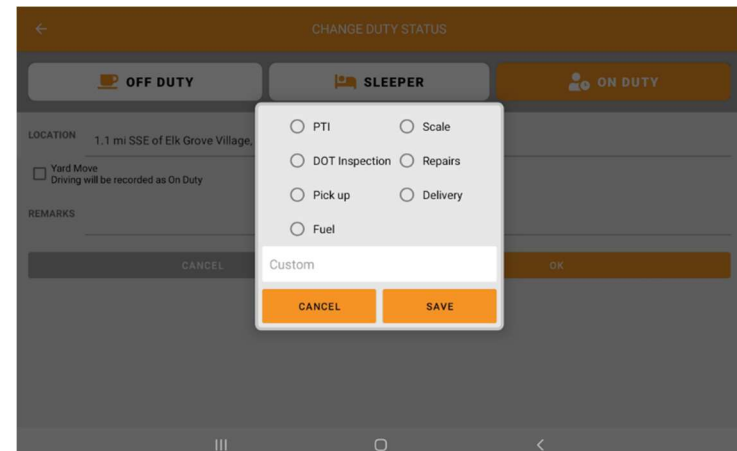 CHANGE DUTY STATUS
OFF DUTY
SLEEPER
ON DUTY
LOCATION
1.1 mi SSE of Elk Grove Village,
Yard Move
Driving will be recorded as On Duty
REMARKS
CANCEL
OK
PTI
Scale
DOT Inspection
Repairs
Pick up
Delivery
Fuel
Custom
CANCEL
SAVE